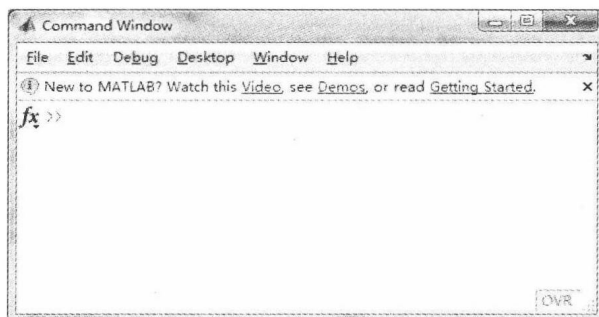 Command Window
File Edit Debug Desktop Window Help
New to MATLAB? Watch this Video, see Demos, or read Getting Started.
fx >>
OVR